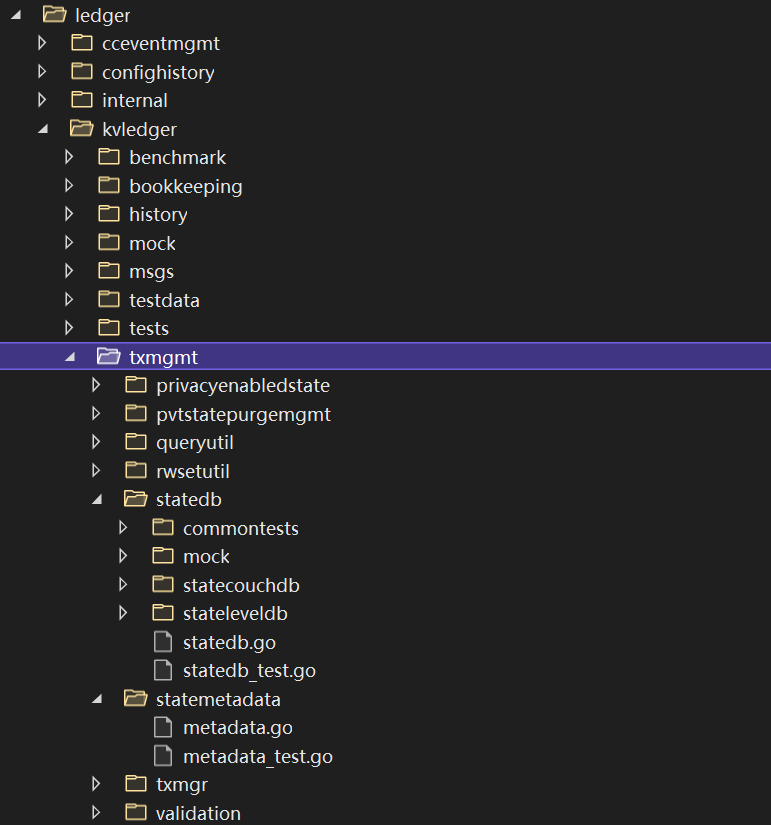 ledger
cceventmgmt
confighistory
internal
kvledger
benchmark
bookkeeping
history
mock
msgs
testdata
tests
txmgmt
privacyenabledstate
pvtstatepurgemgmt
queryutil
rwsetutil
statedb
commontests
mock
statecouchdb
stateleveldb
statedb.go
statedb_test.go
statemetadata
metadata.go
metadata_test.go
txmgr
validation